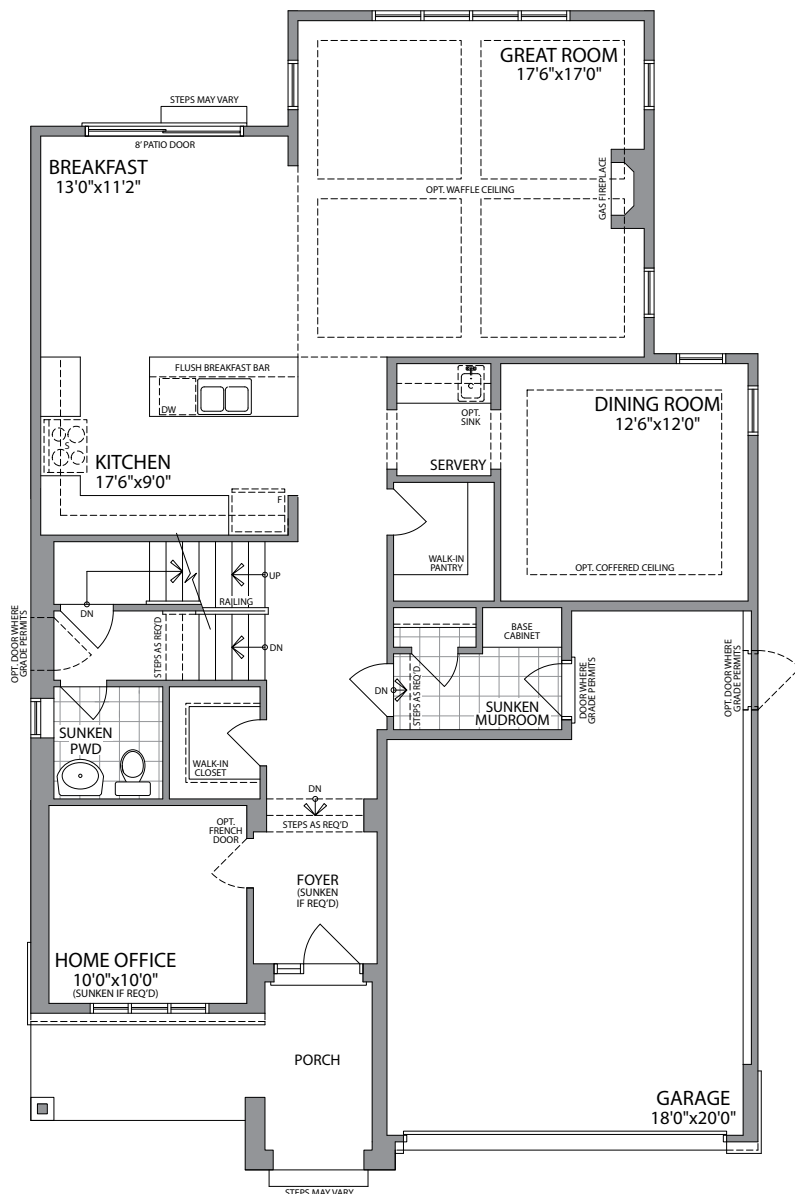 GREAT ROOM
17'6"x17'0"
STEPS MAY VARY
8' PATIO DOOR
BREAKFAST
13'0"x11'2"
OPT. WAFFLE CEILING
GAS FIREPLACE
FLUSH BREAKFAST BAR
DW
OPT.
SINK
DINING ROOM
12'6"x12'0"
S
KITCHEN
17'6"x9'0"
SERVERY
F
WALK-IN
PANTRY
OPT. COFFERED CEILING
UP
RAILING
DN
DN
OPT. DOOR WHERE
GRADE PERMITS
STEPS AS REQ'D
BASE
CABINET
DN
STEPS AS REQ'D
SUNKEN
MUDROOM
DOOR WHERE
GRADE PERMITS
OPT. DOOR WHERE
GRADE PERMITS
SUNKEN
PWD
WALK-IN
CLOSET
DN
STEPS AS REQ'D
OPT.
FRENCH
DOOR
FOYER
(SUNKEN
IF REQ'D)
HOME OFFICE
10'0"x10'0"
(SUNKEN IF REQ'D)
PORCH
GARAGE
18'0"x20'0"
STEPS MAY VARY